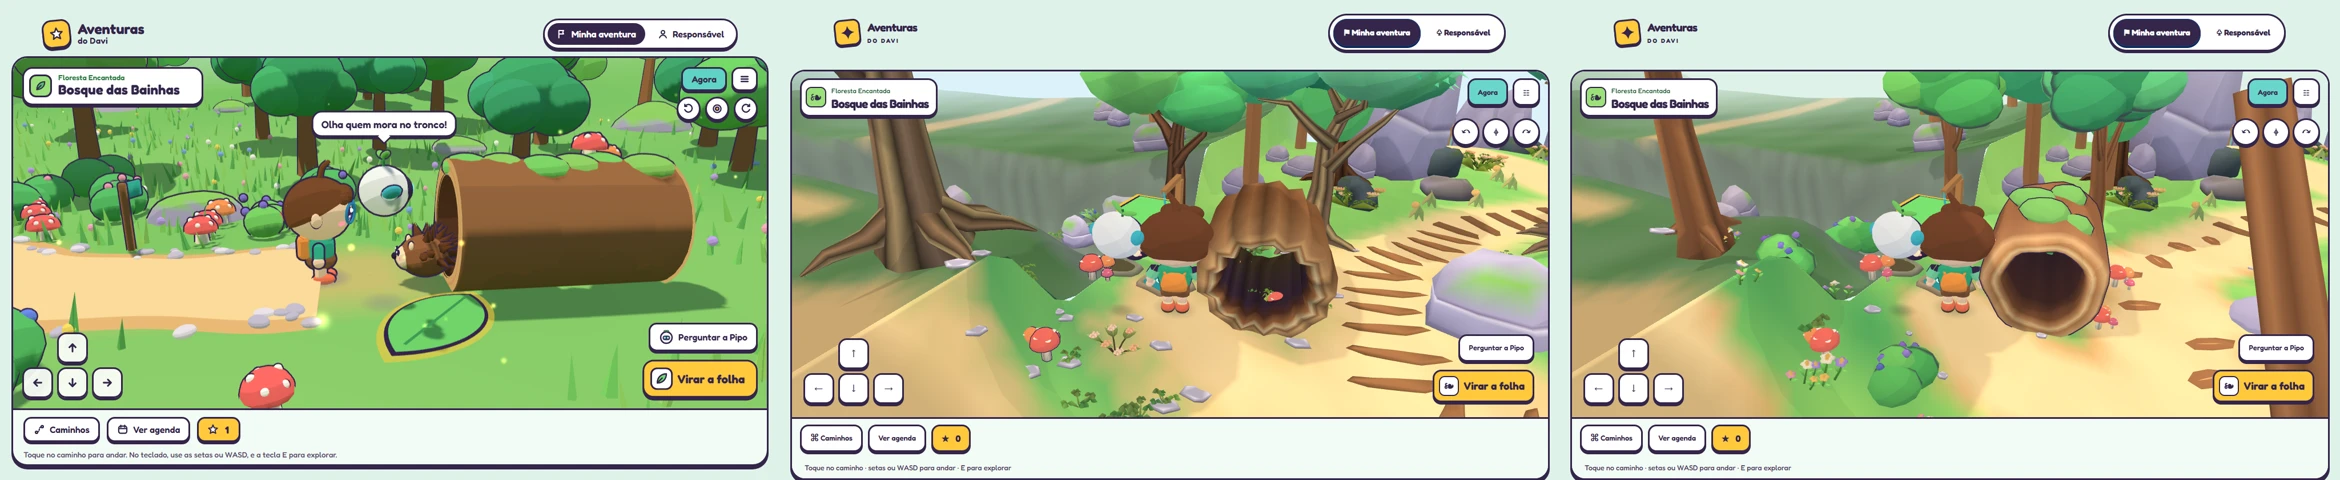 Aventuras
do Davi
Minha aventura
Responsável
Floresta Encantada
Bosque das Bainhas
Agora
Olha quem mora no tronco!
Perguntar a Pipo
Virar a folha
Caminhos
Ver agenda
1
Toque no caminho para andar. No teclado, use as setas ou WASD, e a tecla E para explorar.
Aventuras
DO DAVI
Minha aventura
Responsável
Floresta Encantada
Bosque das Bainhas
Agora
Perguntar a Pipo
Virar a folha
Caminhos
Ver agenda
0
Toque no caminho · setas ou WASD para andar · E para explorar
Aventuras
DO DAVI
Minha aventura
Responsável
Floresta Encantada
Bosque das Bainhas
Agora
Perguntar a Pipo
Virar a folha
Caminhos
Ver agenda
0
Toque no caminho · setas ou WASD para andar · E para explorar